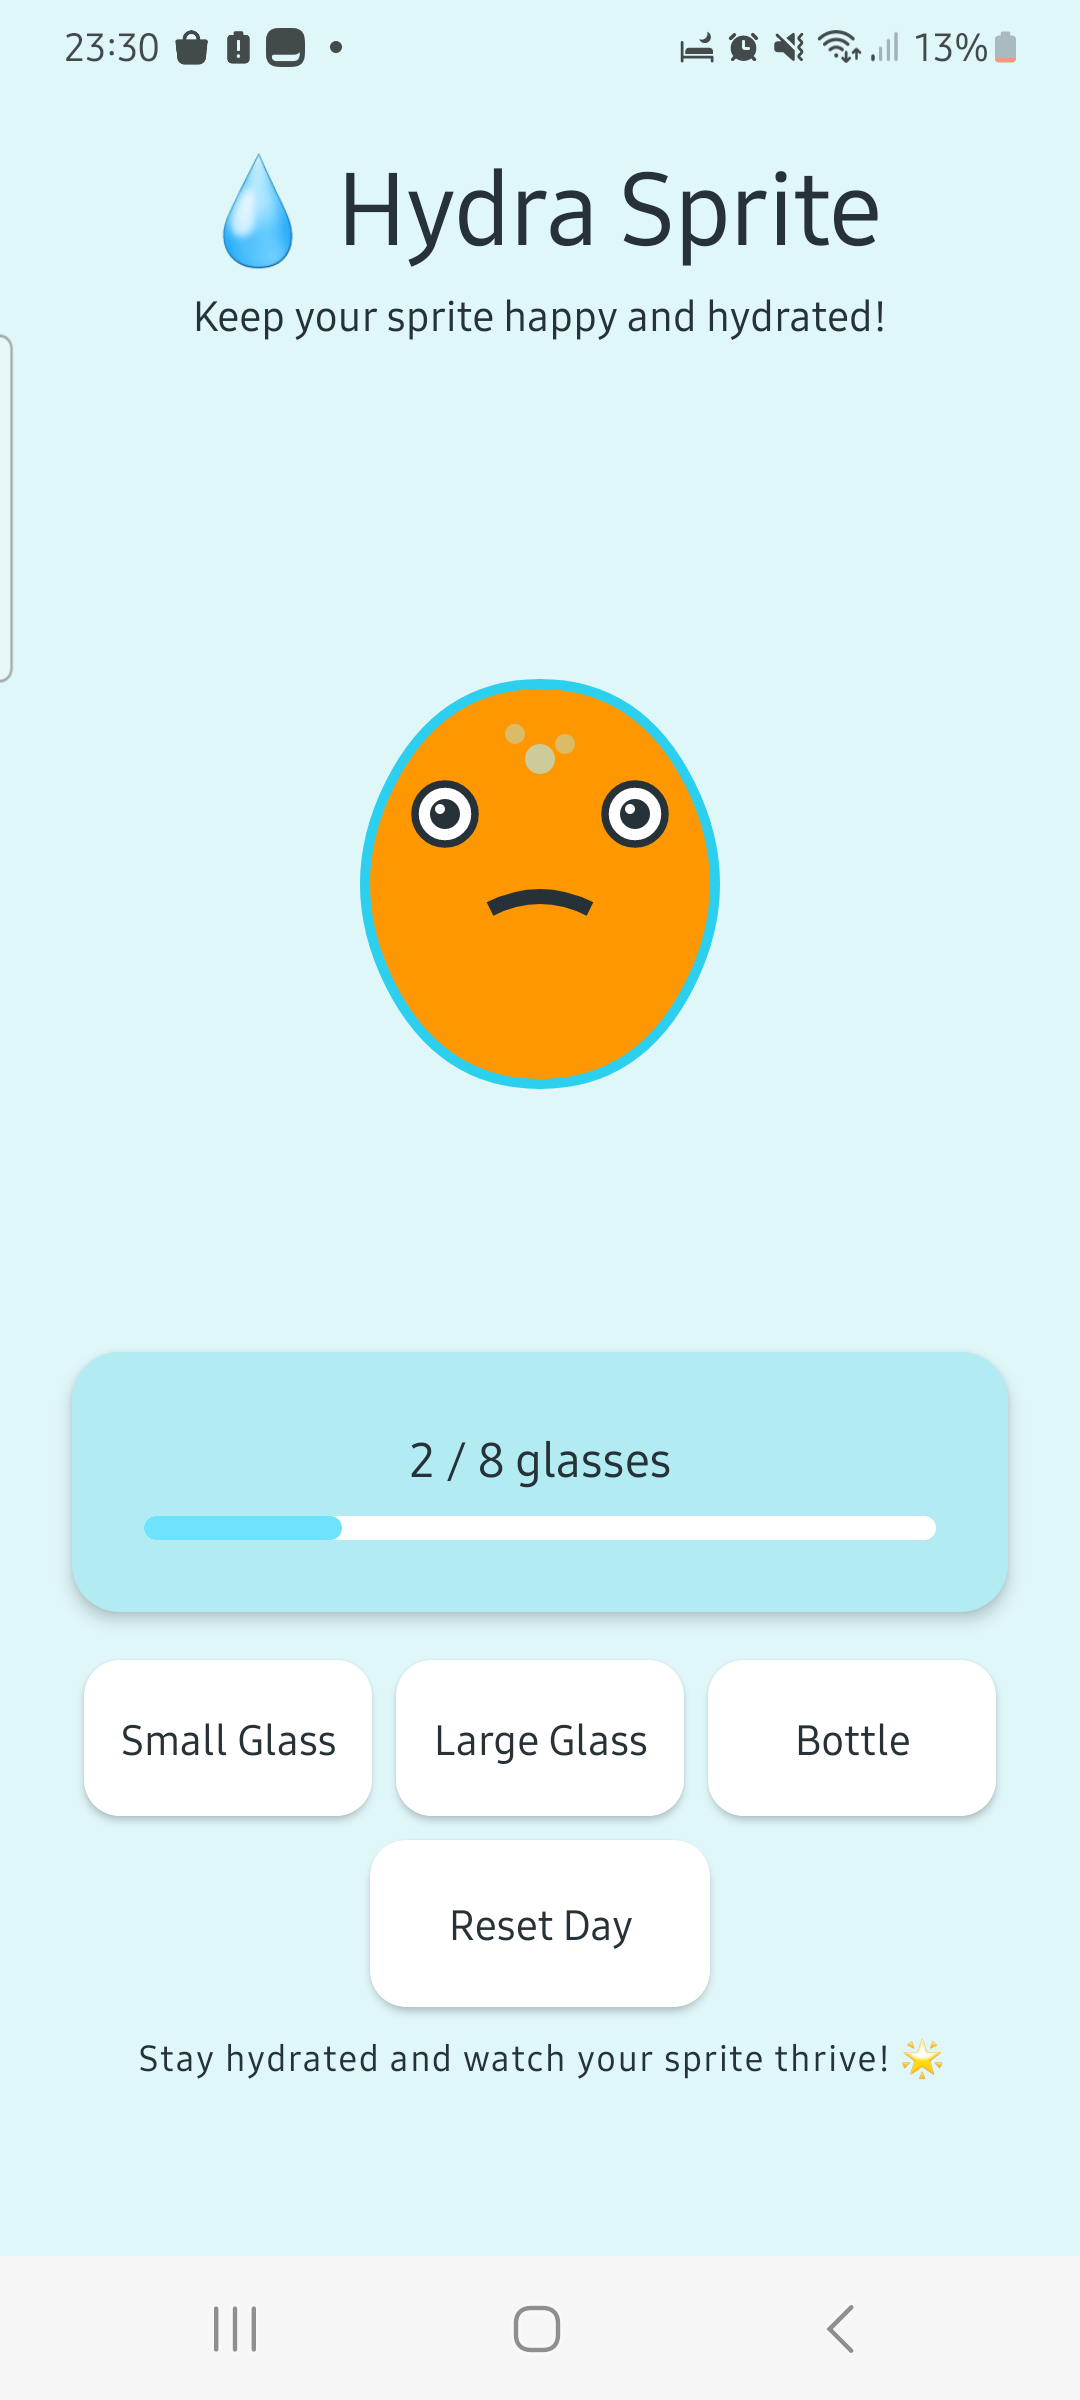 23:30
13%
💧 Hydra Sprite
Keep your sprite happy and hydrated!
2 / 8 glasses
Small Glass
Large Glass
Bottle
Reset Day
Stay hydrated and watch your sprite thrive! 🌟